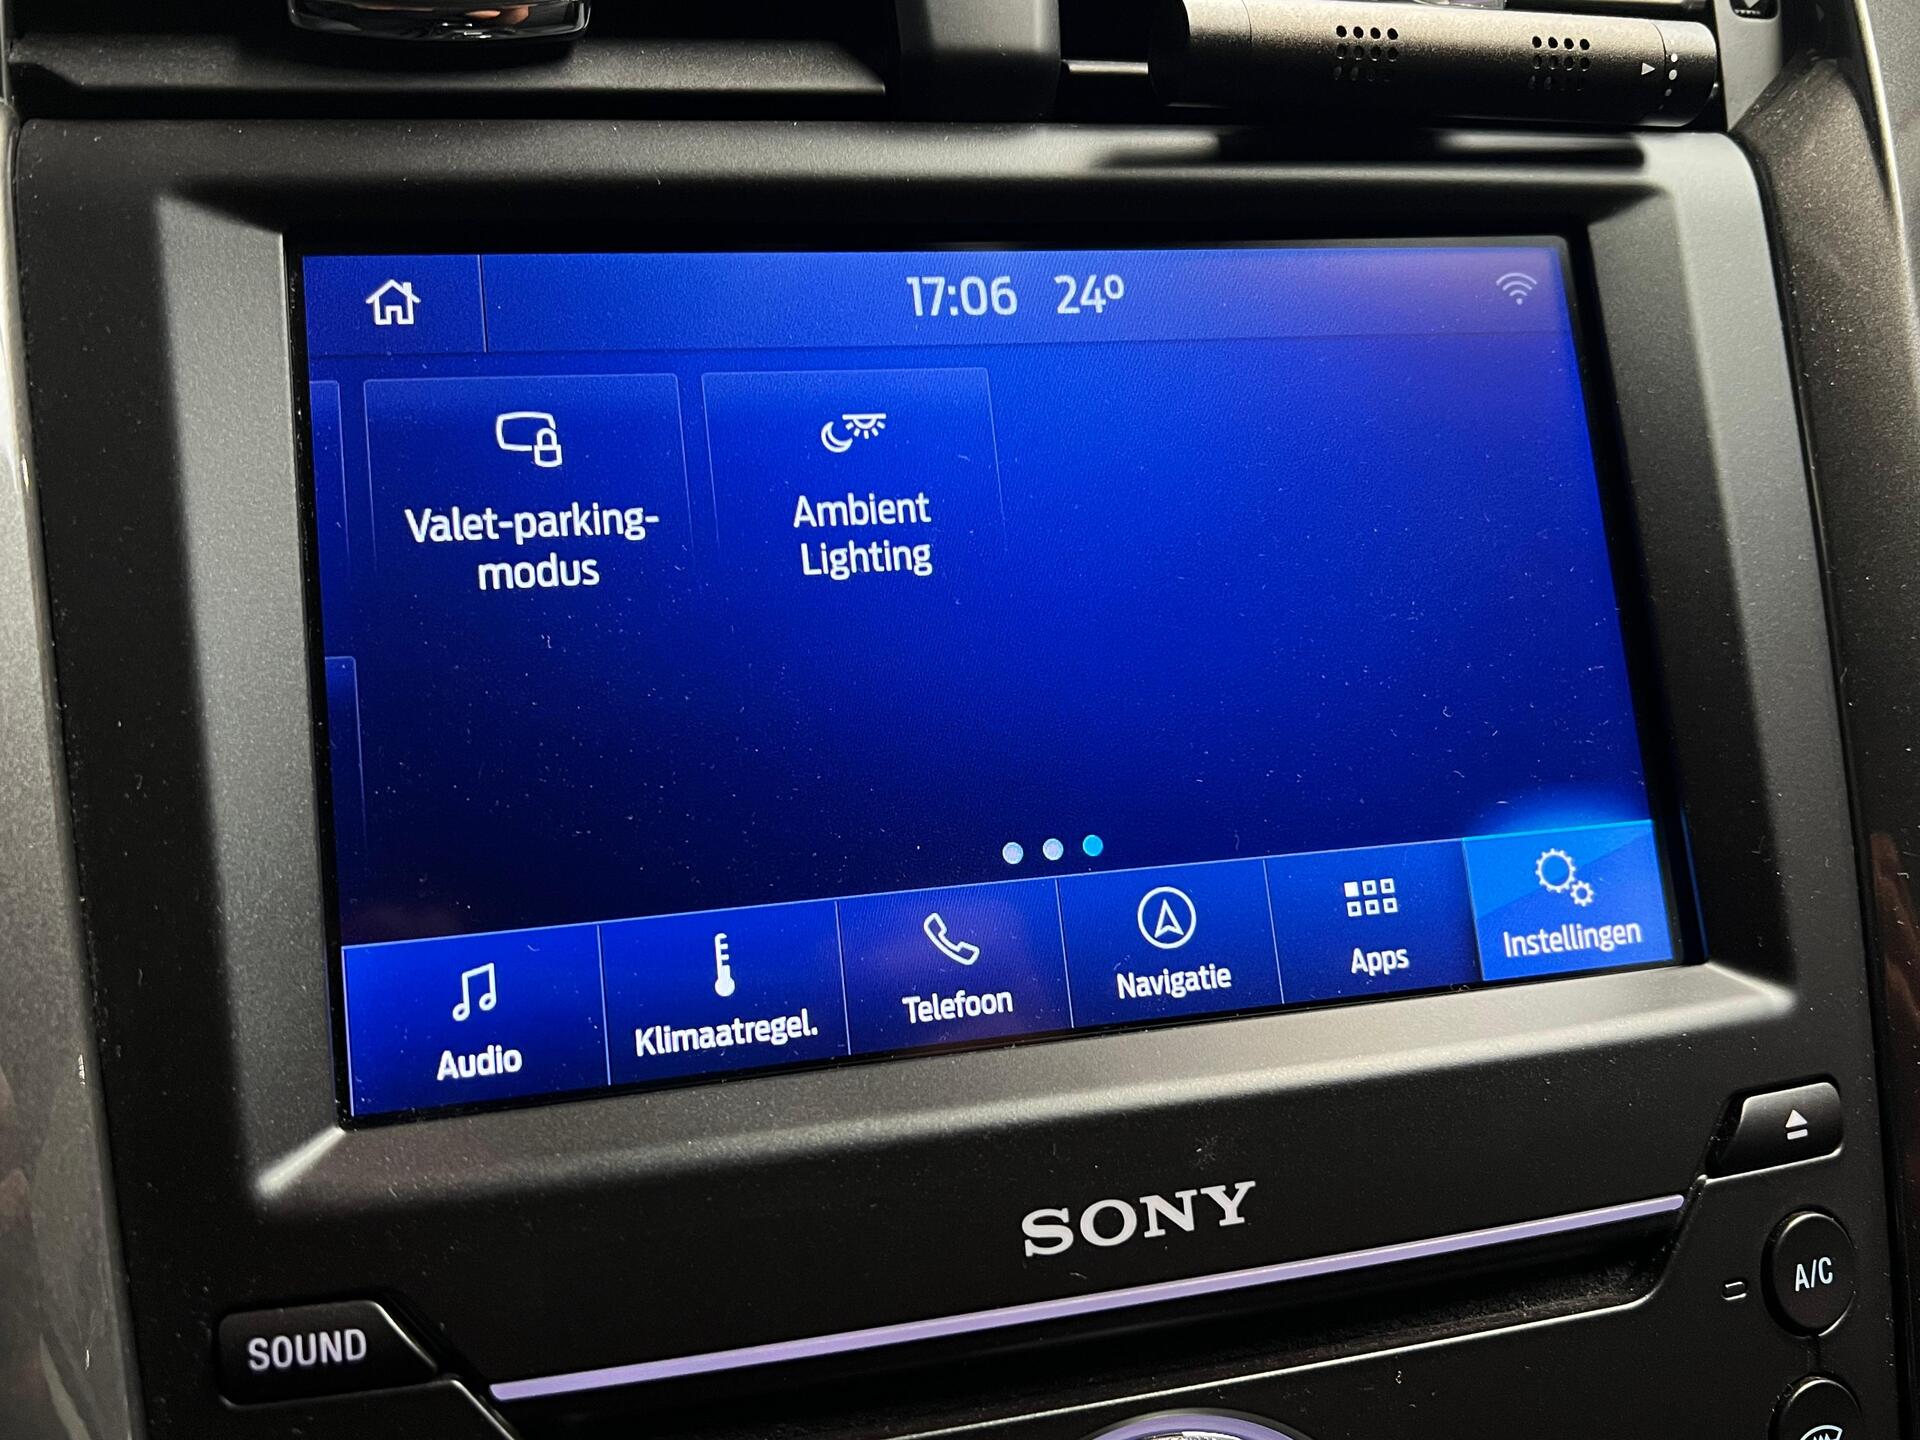 17:06 24°
Valet-parking-
modus
Ambient
Lighting
Audio
Klimaatregel.
Telefoon
Navigatie
Apps
Instellingen
SONY
SOUND
A/C